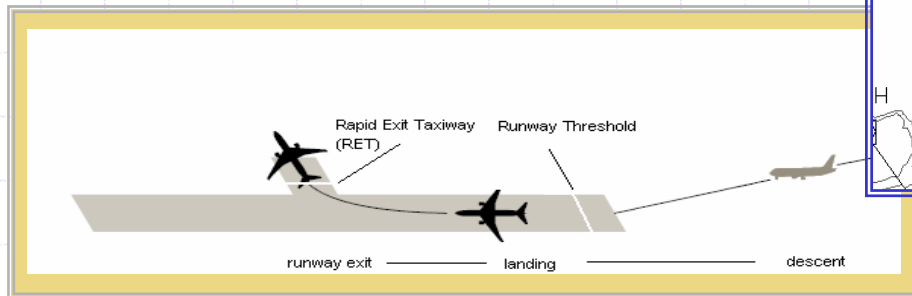 H
Rapid Exit Taxiway
(RET)
Runway Threshold
runway exit
landing
descent